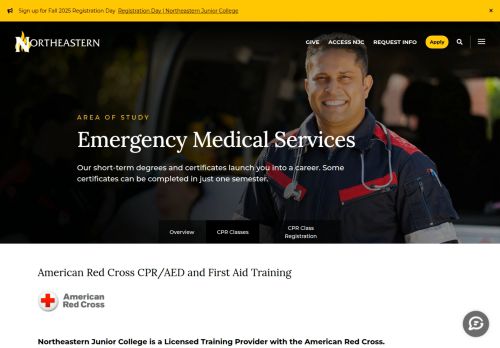 Sign up for Fall 2025 Registration Day Registration Day | Northeastern Junior College ×
NORTHEASTERN
GIVE ACCESS NJC REQUEST INFO Apply
AREA OF STUDY
Emergency Medical Services
Our short-term degrees and certificates launch you into a career. Some
certificates can be completed in just one semester.
Overview CPR Classes CPR Class
Registration
American Red Cross CPR/AED and First Aid Training
American
Red Cross
Northeastern Junior College is a Licensed Training Provider with the American Red Cross.